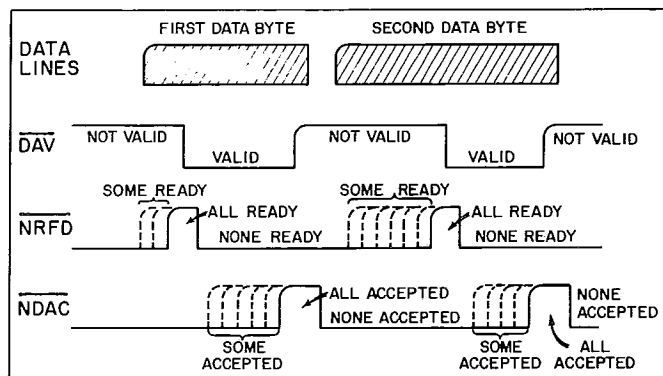 FIRST DATA BYTE
SECOND DATA BYTE
DATA
LINES
DAV
NOT VALID
VALID
NOT VALID
VALID
NOT VALID
SOME READY
SOME READY
NRFD
ALL READY
NONE READY
ALL READY
NONE READY
NDAC
ALL ACCEPTED
NONE ACCEPTED
SOME
ACCEPTED
SOME
ACCEPTED
NONE
ACCEPTED
ALL
ACCEPTED